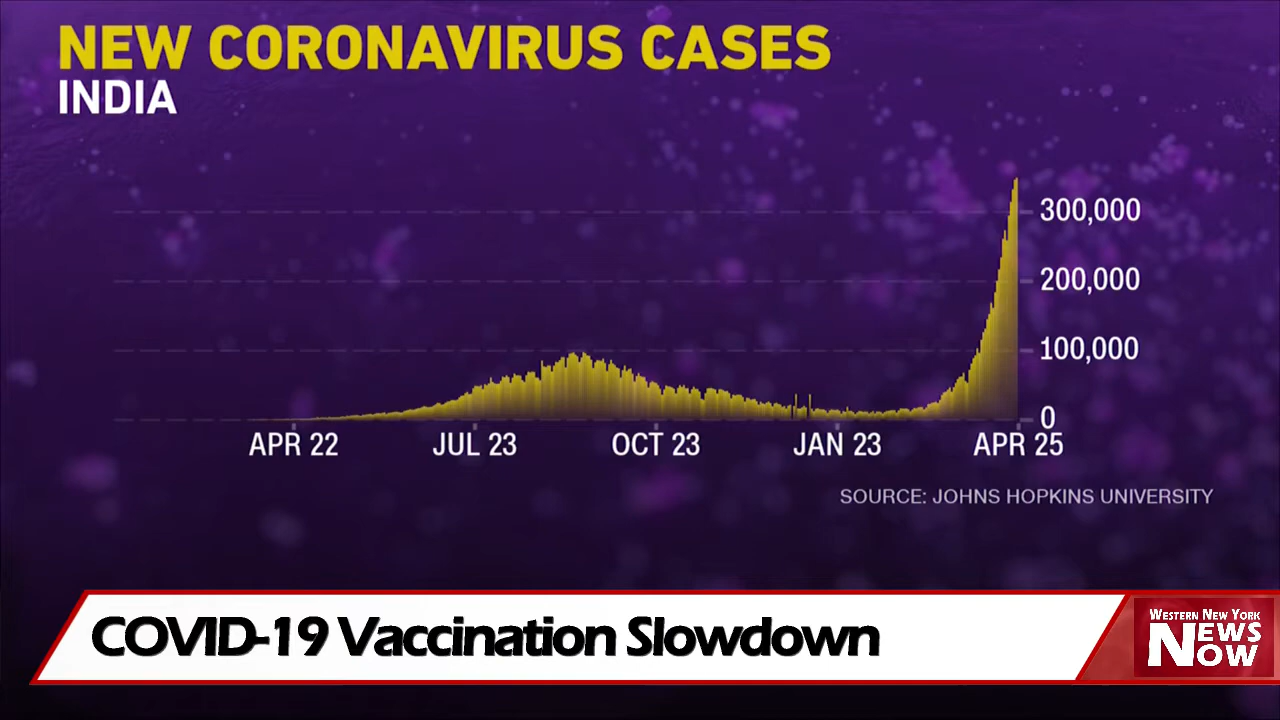 NEW CORONAVIRUS CASES
INDIA
300,000
200,000
100,000
0
APR 22 JUL 23 OCT 23 JAN 23 APR 25
SOURCE: JOHNS HOPKINS UNIVERSITY
COVID-19 Vaccination Slowdown
WESTERN NEW YORK
NEWS
NOW